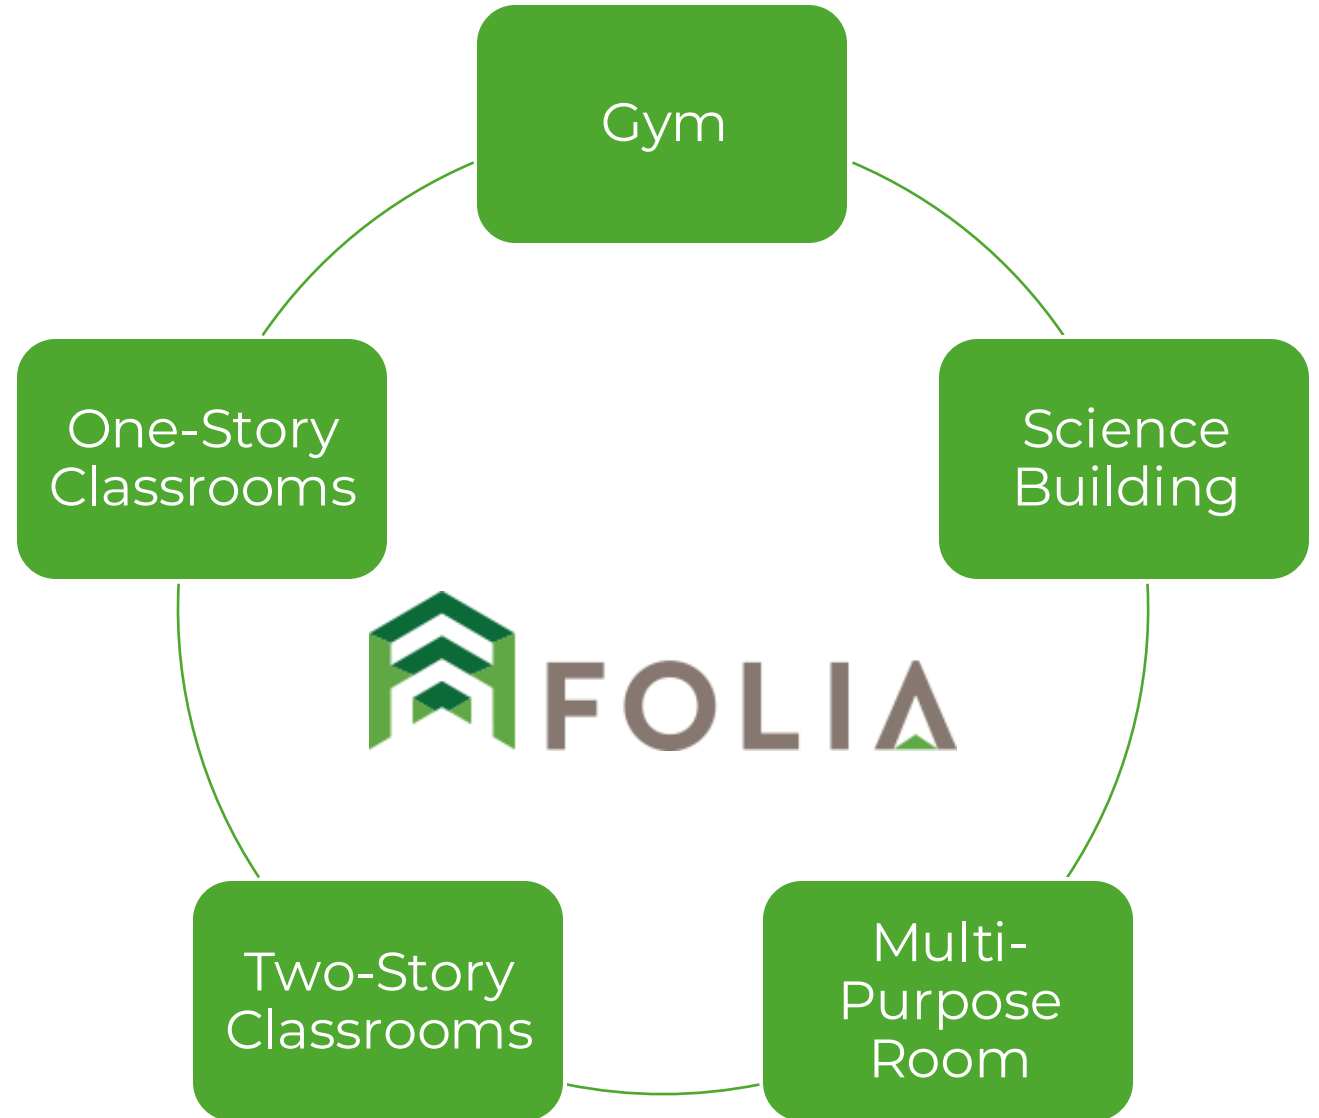 Gym
One-Story
Classrooms
Science
Building
FOLIA
Two-Story
Classrooms
Multi-
Purpose
Room